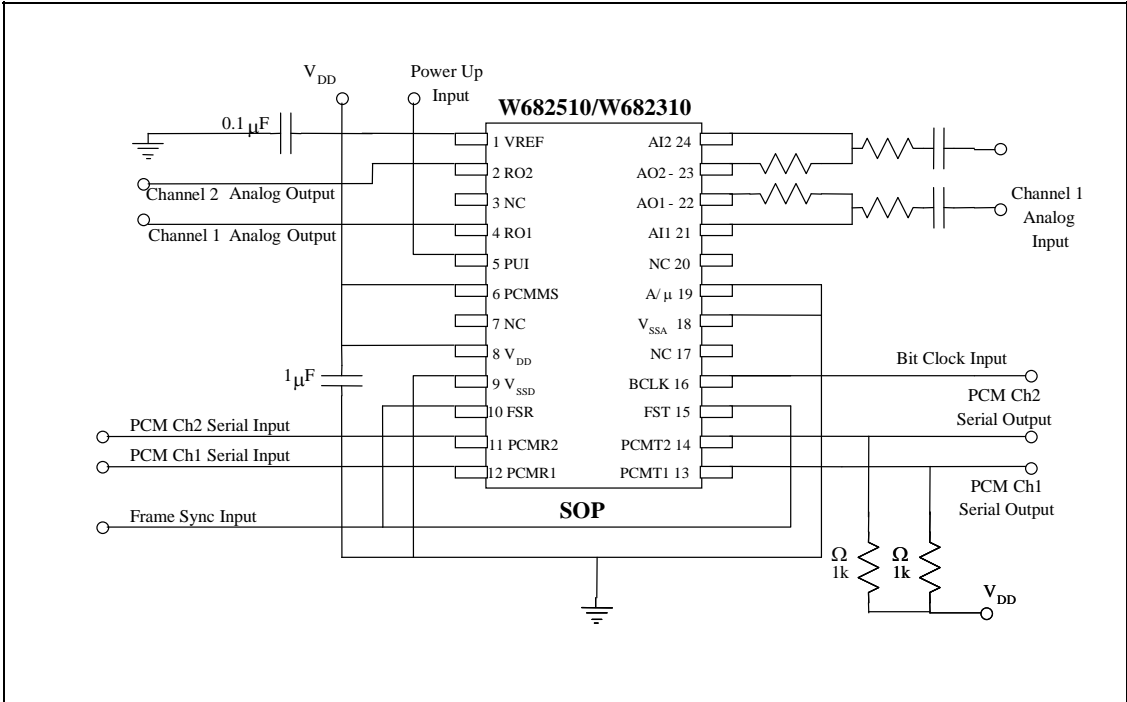 V_DD
Power Up
Input
W682510/W682310
0.1 µF
1 VREF
2 RO2
3 NC
4 RO1
5 PUI
6 PCMMS
7 NC
8 V_DD
9 V_SSD
10 FSR
11 PCMR2
12 PCMR1
AI2 24
AO2- 23
AO1- 22
AI1 21
NC 20
A/ µ 19
V_SSA 18
NC 17
BCLK 16
FST 15
PCMT2 14
PCMT1 13
SOP
Channel 2 Analog Output
Channel 1 Analog Output
1µF
PCM Ch2 Serial Input
PCM Ch1 Serial Input
Frame Sync Input
Channel 1
Analog
Input
Bit Clock Input
PCM Ch2
Serial Output
PCM Ch1
Serial Output
Ω
1k
Ω
1k
V_DD